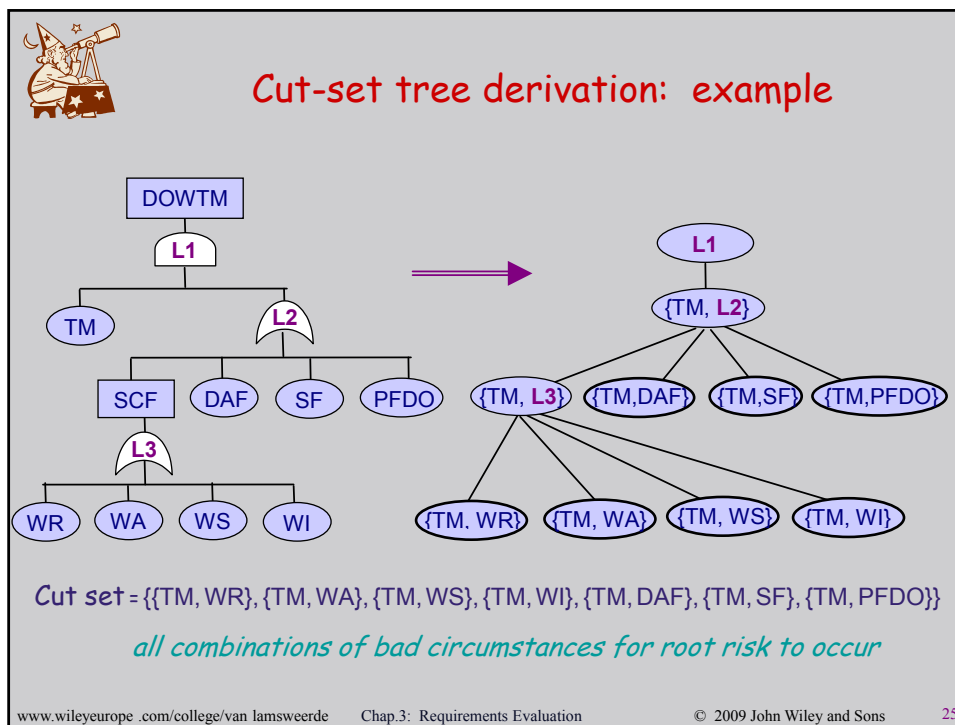 Cut-set tree derivation: example
DOWTM
L1
L1
TM
L2
{TM, L2}
SCF
DAF
SF
PFDO
{TM, L3}
{TM,DAF}
{TM,SF}
{TM,PFDO}
L3
WR
WA
WS
WI
{TM, WR}
{TM, WA}
{TM, WS}
{TM, WI}
Cut set = {{TM, WR}, {TM, WA}, {TM, WS}, {TM, WI}, {TM, DAF}, {TM, SF}, {TM, PFDO}}
all combinations of bad circumstances for root risk to occur
www.wileyeurope .com/college/van lamsweerde Chap.3: Requirements Evaluation © 2009 John Wiley and Sons 25